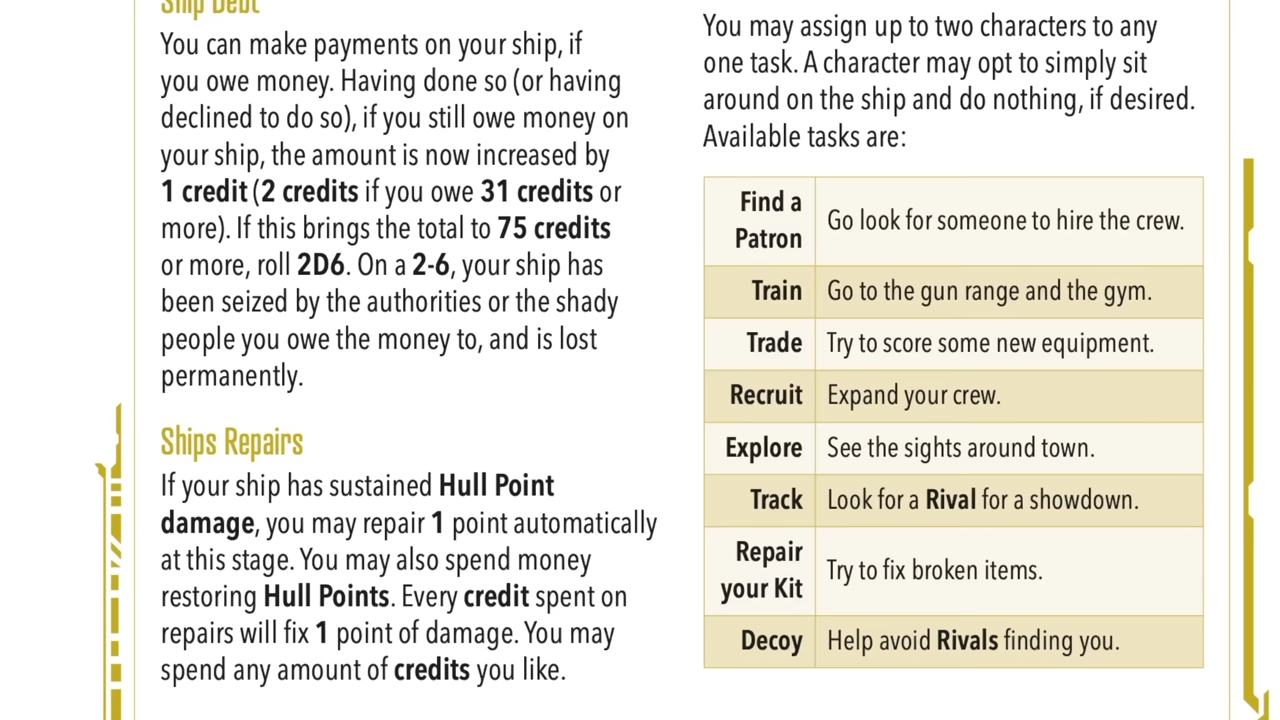 Ship Debt
You can make payments on your ship, if
you owe money. Having done so (or having
declined to do so), if you still owe money on
your ship, the amount is now increased by
1 credit (2 credits if you owe 31 credits or
more). If this brings the total to 75 credits
or more, roll 2D6. On a 2-6, your ship has
been seized by the authorities or the shady
people you owe the money to, and is lost
permanently.
Ships Repairs
If your ship has sustained Hull Point
damage, you may repair 1 point automatically
at this stage. You may also spend money
restoring Hull Points. Every credit spent on
repairs will fix 1 point of damage. You may
spend any amount of credits you like.
You may assign up to two characters to any
one task. A character may opt to simply sit
around on the ship and do nothing, if desired.
Available tasks are:
Find a
Patron
Go look for someone to hire the crew.
Train
Go to the gun range and the gym.
Trade
Try to score some new equipment.
Recruit
Expand your crew.
Explore
See the sights around town.
Track
Look for a Rival for a showdown.
Repair
your Kit
Try to fix broken items.
Decoy
Help avoid Rivals finding you.